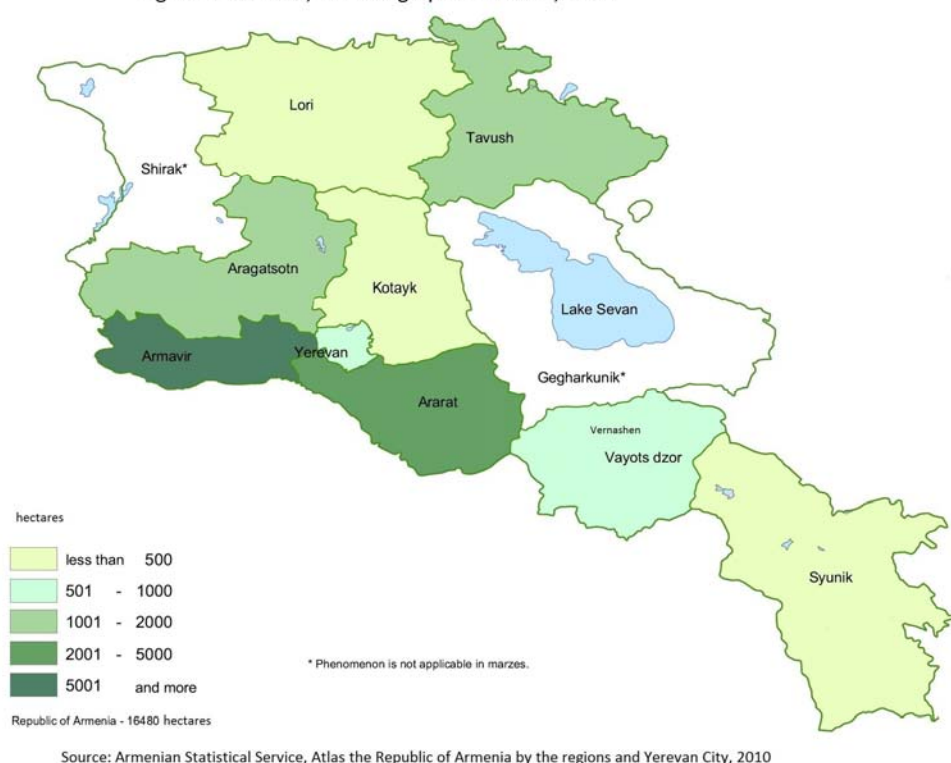 Lori
Tavush
Shirak*
Aragatsotn
Kotayk
Lake Sevan
Armavir
Yerevan
Gegharkunik*
Ararat
Vernashen
Vayots dzor
Syunik
hectares
less than 500
501 - 1000
1001 - 2000
2001 - 5000
5001 and more
* Phenomenon is not applicable in marzes.
Republic of Armenia - 16480 hectares
Source: Armenian Statistical Service, Atlas the Republic of Armenia by the regions and Yerevan City, 2010